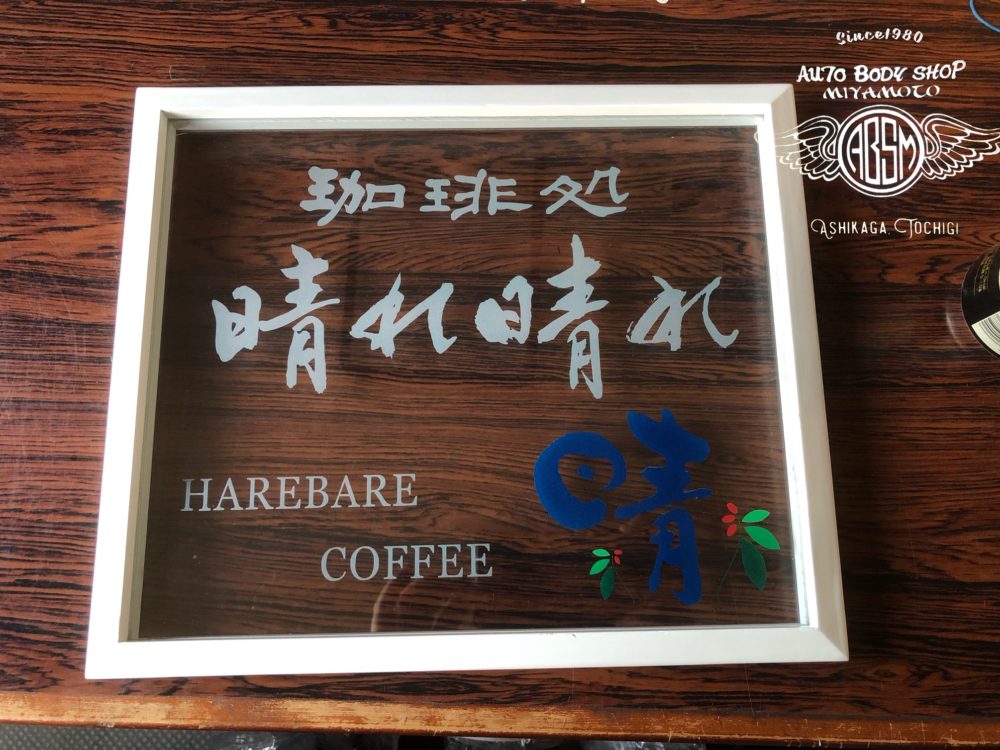 Since1980
AUTO BODY SHOP
MIYAMOTO
ABSM
ASHIKAGA, TOCHIGI
珈琲処
晴れ晴れ
晴
HAREBARE
COFFEE